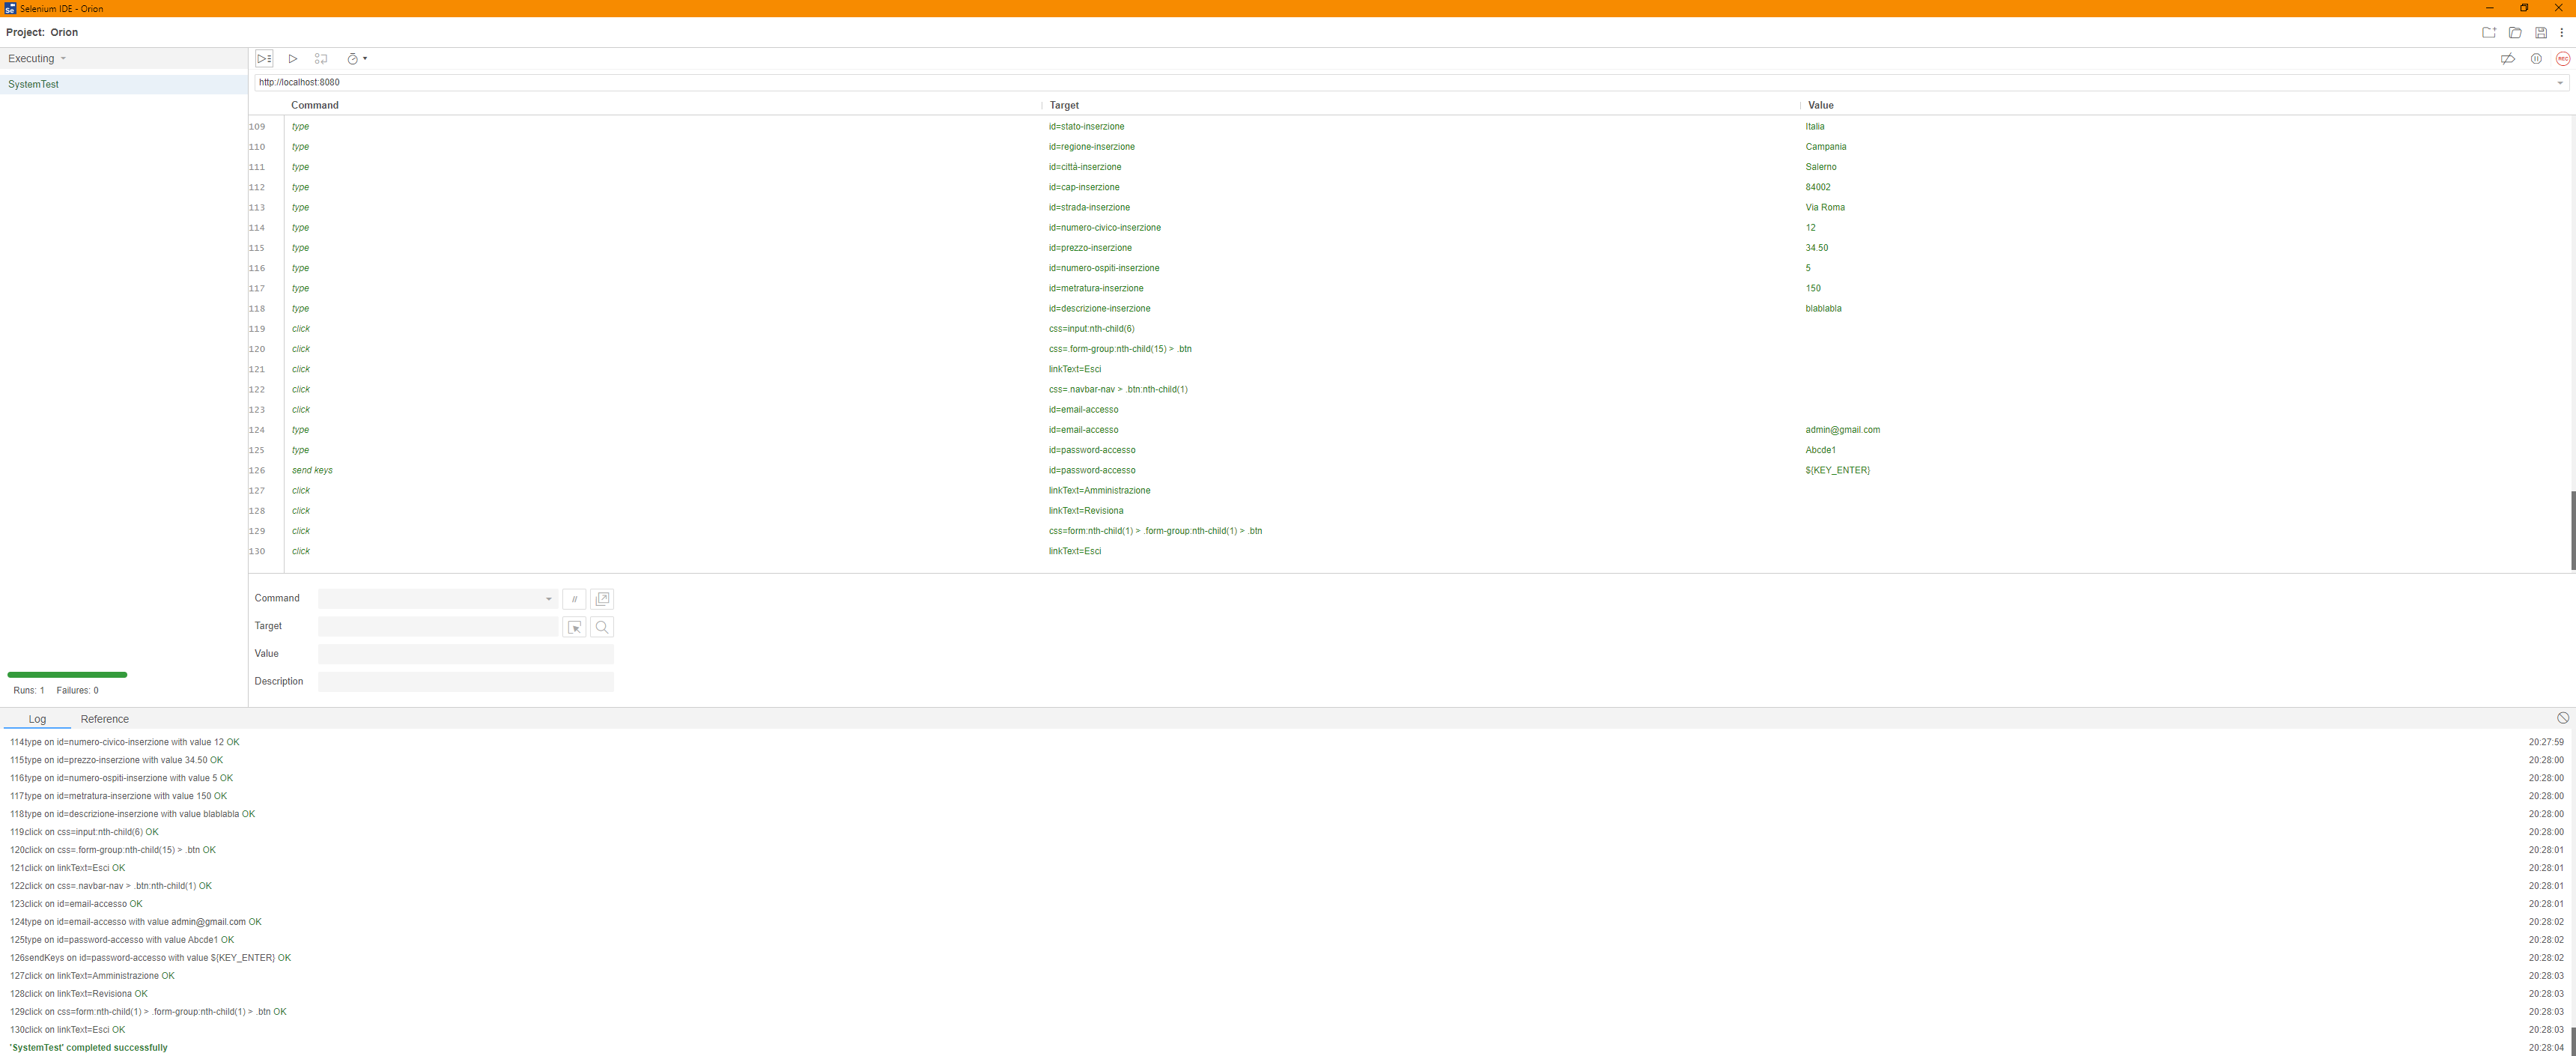 Selenium IDE - Orion
Project: Orion
Executing
SystemTest
http://localhost:8080
REC
Command Target Value
109 type id=stato-inserzione Italia
110 type id=regione-inserzione Campania
111 type id=città-inserzione Salerno
112 type id=cap-inserzione 84002
113 type id=strada-inserzione Via Roma
114 type id=numero-civico-inserzione 12
115 type id=prezzo-inserzione 34.50
116 type id=numero-ospiti-inserzione 5
117 type id=metratura-inserzione 150
118 type id=descrizione-inserzione blablabla
119 click css=input:nth-child(6)
120 click css=.form-group:nth-child(15) > .btn
121 click linkText=Esci
122 click css=.navbar-nav > .btn:nth-child(1)
123 click id=email-accesso
124 type id=email-accesso admin@gmail.com
125 type id=password-accesso Abcde1
126 send keys id=password-accesso ${KEY_ENTER}
127 click linkText=Amministrazione
128 click linkText=Revisiona
129 click css=form:nth-child(1) > .form-group:nth-child(1) > .btn
130 click linkText=Esci
Command //
Target
Value
Description
Runs: 1 Failures: 0
Log Reference
114type on id=numero-civico-inserzione with value 12 OK 20:27:59
115type on id=prezzo-inserzione with value 34.50 OK 20:28:00
116type on id=numero-ospiti-inserzione with value 5 OK 20:28:00
117type on id=metratura-inserzione with value 150 OK 20:28:00
118type on id=descrizione-inserzione with value blablabla OK 20:28:00
119click on css=input:nth-child(6) OK 20:28:00
120click on css=.form-group:nth-child(15) > .btn OK 20:28:01
121click on linkText=Esci OK 20:28:01
122click on css=.navbar-nav > .btn:nth-child(1) OK 20:28:01
123click on id=email-accesso OK 20:28:01
124type on id=email-accesso with value admin@gmail.com OK 20:28:02
125type on id=password-accesso with value Abcde1 OK 20:28:02
126sendKeys on id=password-accesso with value ${KEY_ENTER} OK 20:28:02
127click on linkText=Amministrazione OK 20:28:03
128click on linkText=Revisiona OK 20:28:03
129click on css=form:nth-child(1) > .form-group:nth-child(1) > .btn OK 20:28:03
130click on linkText=Esci OK 20:28:03
'SystemTest' completed successfully 20:28:04